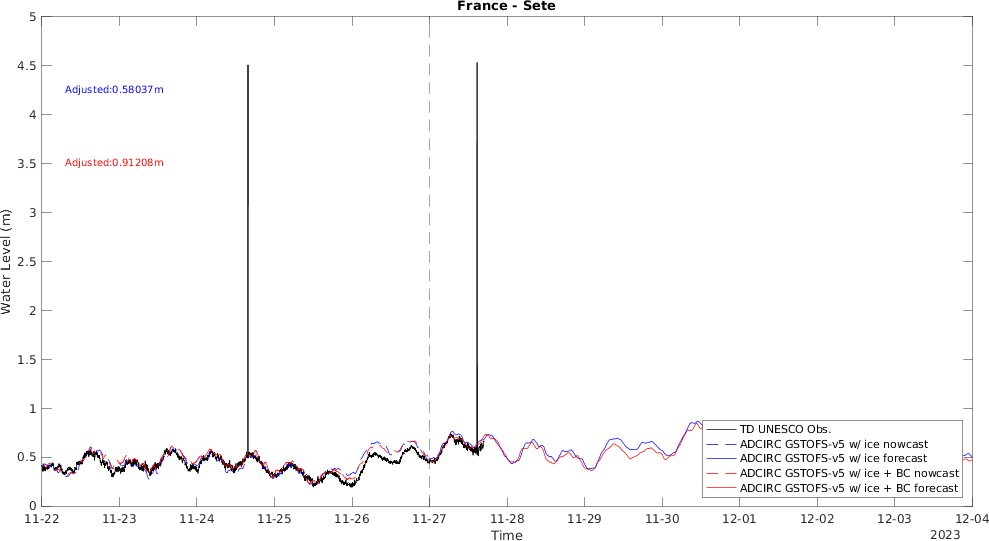 France - Sete
5
4.5
4
3.5
3
2.5
2
1.5
1
0.5
0
Water Level (m)
Adjusted:0.58037m
Adjusted:0.91208m
TD UNESCO Obs.
ADCIRC GSTOFS-v5 w/ ice nowcast
ADCIRC GSTOFS-v5 w/ ice forecast
ADCIRC GSTOFS-v5 w/ ice + BC nowcast
ADCIRC GSTOFS-v5 w/ ice + BC forecast
11-22 11-23 11-24 11-25 11-26 11-27 11-28 11-29 11-30 12-01 12-02 12-03 12-04
Time
2023